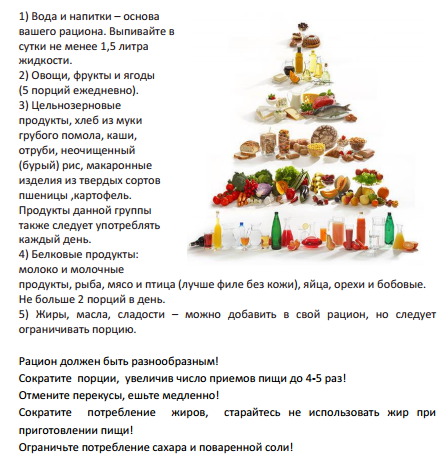 1) Вода и напитки – основа
вашего рациона. Выпивайте в
сутки не менее 1,5 литра
жидкости.
2) Овощи, фрукты и ягоды
(5 порций ежедневно).
3) Цельнозерновые
продукты, хлеб из муки
грубого помола, каши,
отруби, неочищенный
(бурый) рис, макаронные
изделия из твердых сортов
пшеницы ,картофель.
Продукты данной группы
также следует употреблять
каждый день.
4) Белковые продукты:
молоко и молочные
продукты, рыба, мясо и птица (лучше филе без кожи), яйца, орехи и бобовые.
Не больше 2 порций в день.
5) Жиры, масла, сладости – можно добавить в свой рацион, но следует
ограничивать порцию.
Рацион должен быть разнообразным!
Сократите порции, увеличив число приемов пищи до 4-5 раз!
Отмените перекусы, ешьте медленно!
Сократите потребление жиров, старайтесь не использовать жир при
приготовлении пищи!
Ограничьте потребление сахара и поваренной соли!